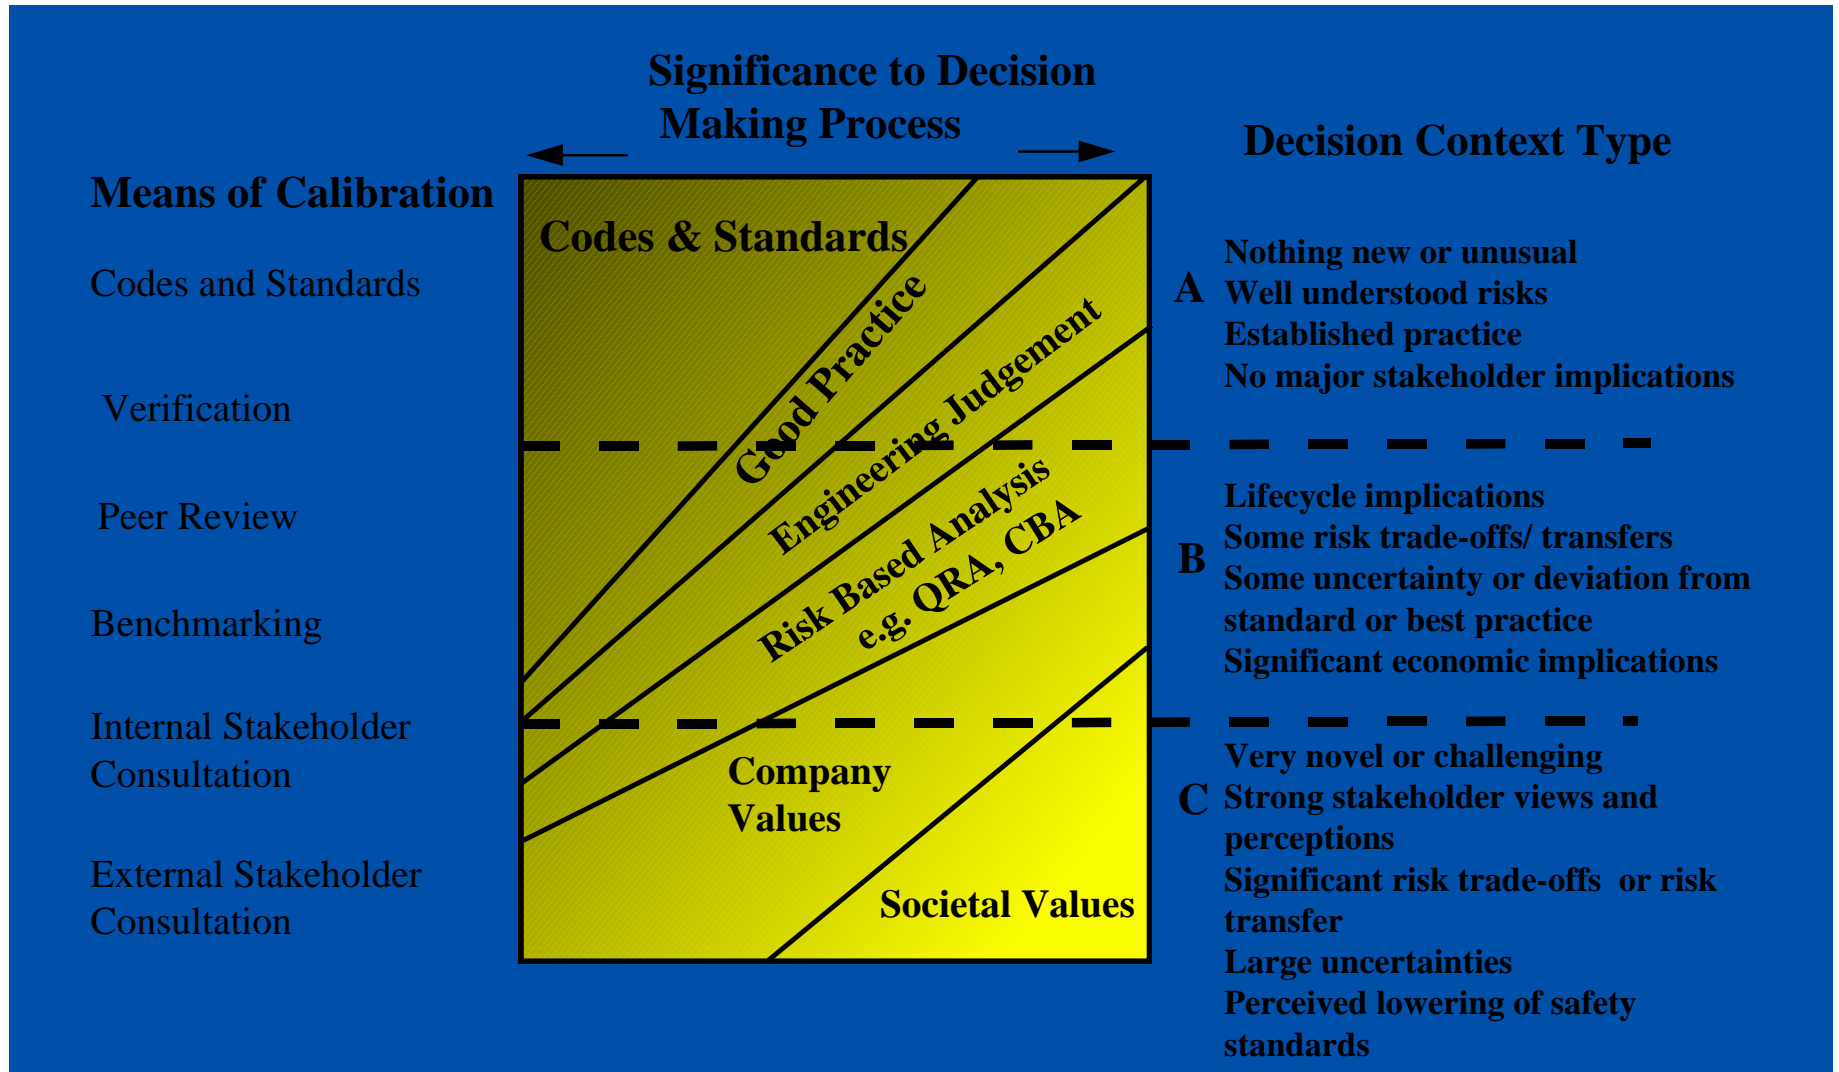 Significance to Decision
Making Process
Decision Context Type
Means of Calibration
Codes and Standards
Verification
Peer Review
Benchmarking
Internal Stakeholder
Consultation
External Stakeholder
Consultation
Codes & Standards
Good Practice
Engineering Judgement
Risk Based Analysis
e.g. QRA, CBA
Company
Values
Societal Values
A
Nothing new or unusual
Well understood risks
Established practice
No major stakeholder implications
B
Lifecycle implications
Some risk trade-offs/ transfers
Some uncertainty or deviation from
standard or best practice
Significant economic implications
C
Very novel or challenging
Strong stakeholder views and
perceptions
Significant risk trade-offs or risk
transfer
Large uncertainties
Perceived lowering of safety
standards